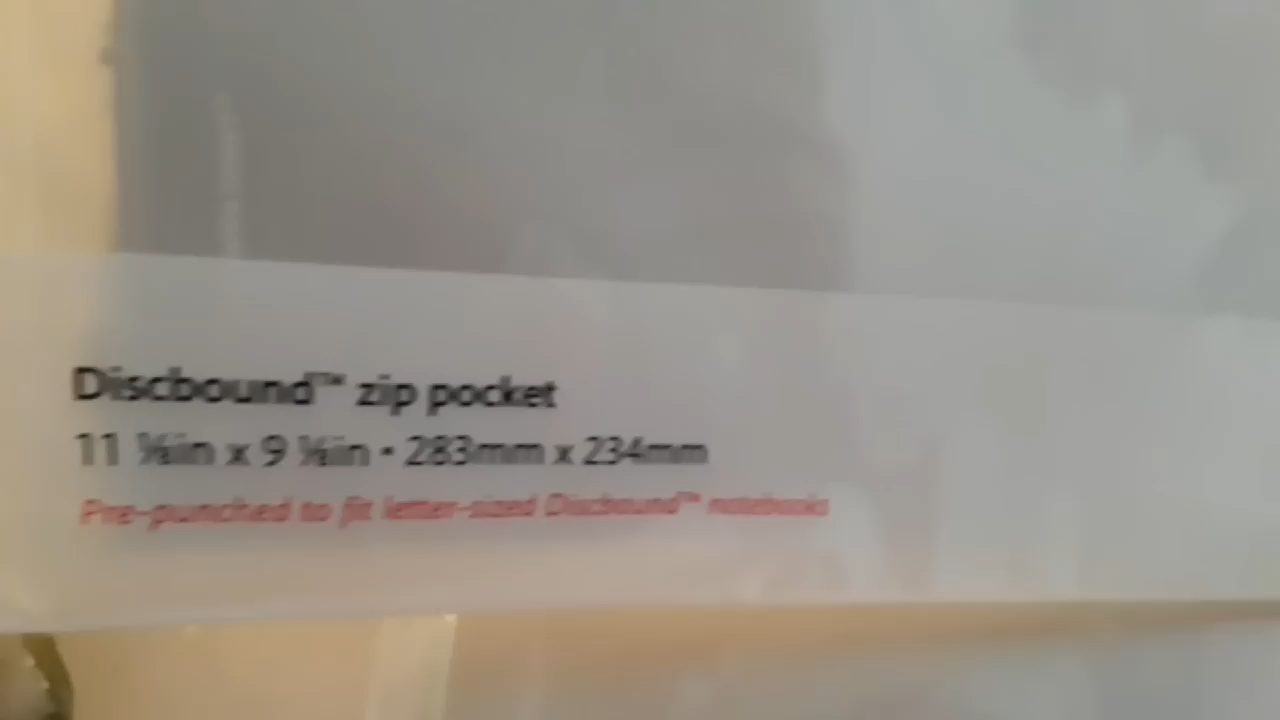 Discbound™ zip pocket
11 ⅛in x 9 ⅛in • 283mm x 234mm
Pre-punched to fit letter-sized Discbound™ notebooks